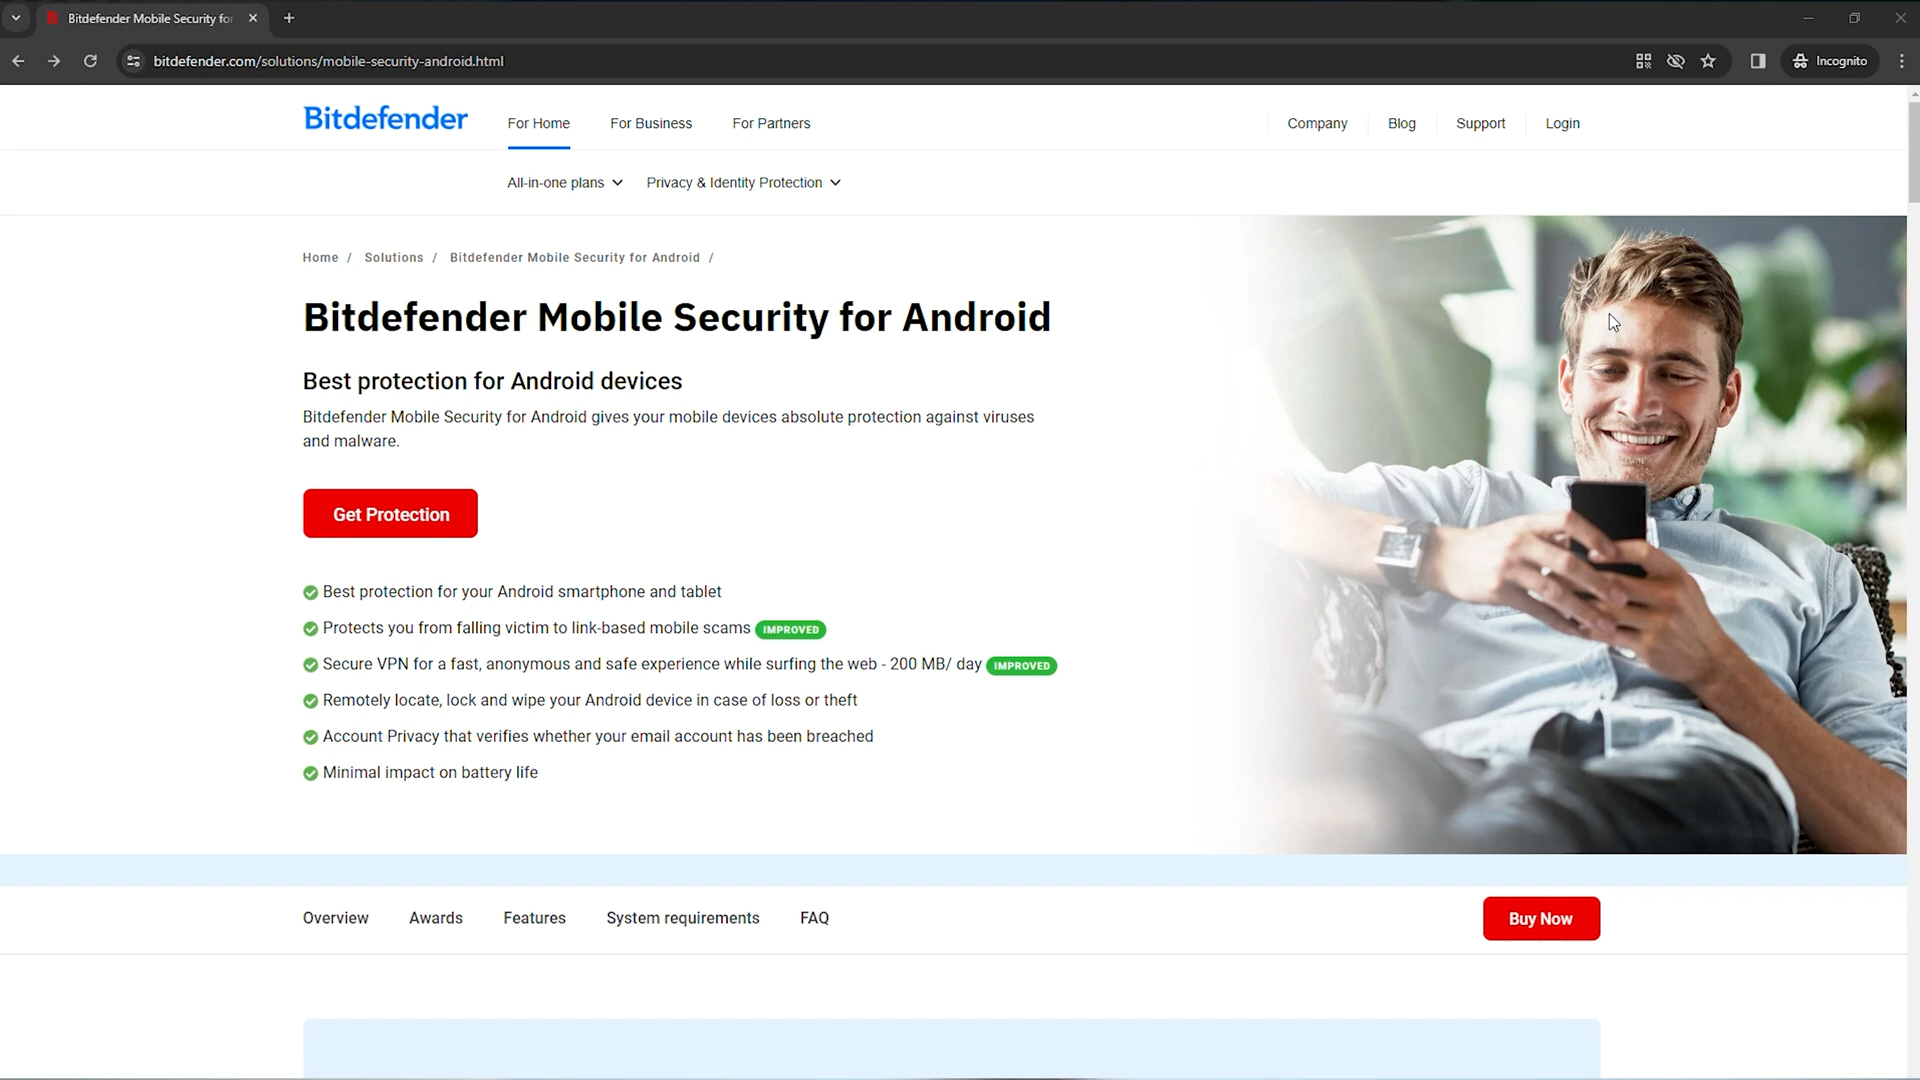 Bitdefender Mobile Security for
bitdefender.com/solutions/mobile-security-android.html
Incognito
Bitdefender
For Home
For Business
For Partners
Company
Blog
Support
Login
All-in-one plans
Privacy & Identity Protection
Home / Solutions / Bitdefender Mobile Security for Android /
Bitdefender Mobile Security for Android
Best protection for Android devices
Bitdefender Mobile Security for Android gives your mobile devices absolute protection against viruses
and malware.
Get Protection
Best protection for your Android smartphone and tablet
Protects you from falling victim to link-based mobile scams IMPROVED
Secure VPN for a fast, anonymous and safe experience while surfing the web - 200 MB/ day IMPROVED
Remotely locate, lock and wipe your Android device in case of loss or theft
Account Privacy that verifies whether your email account has been breached
Minimal impact on battery life
Overview
Awards
Features
System requirements
FAQ
Buy Now